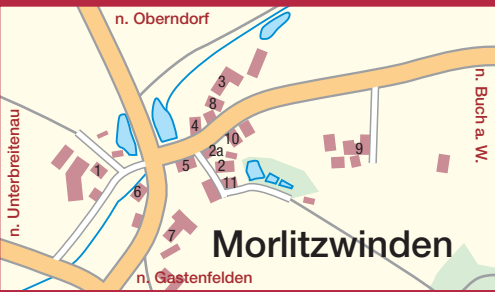 n. Oberndorf
n. Unterbreitenau
n. Buch a. W.
3
8
4
10
2a
9
5
2
1
11
6
7
Morlitzwinden
n. Gastenfelden